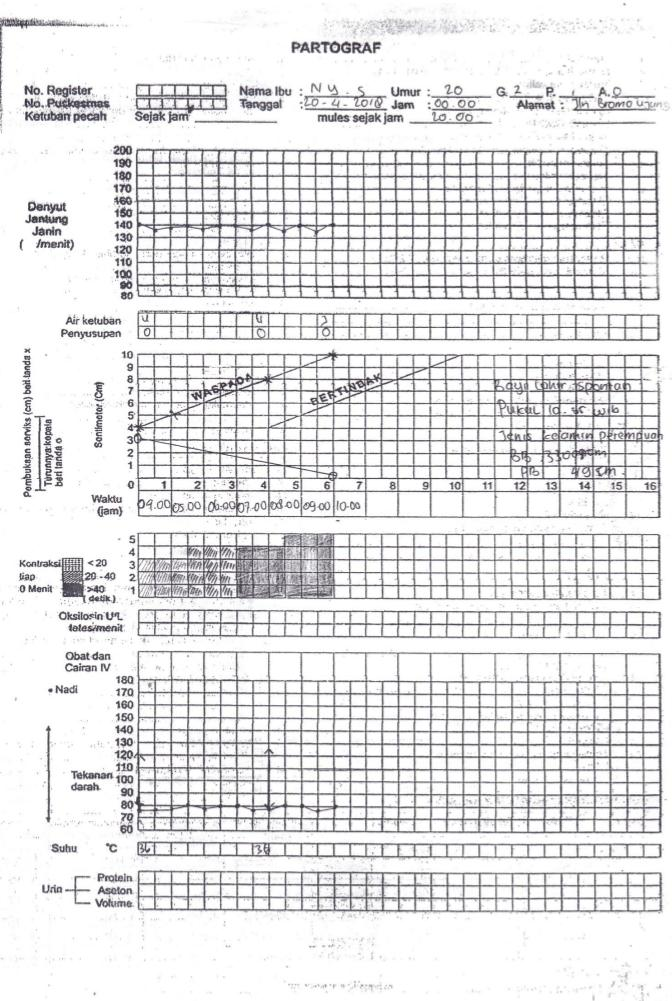 PARTOGRAF
No. Register Nama Ibu : Ny. S Umur : 20 G. 2 P. 1 A. 0
No. Puskesmas Tanggal : 20-4-2018 Jam : 00.00 Alamat : Jln Bromo ujung
Ketuban pecah Sejak jam mules sejak jam 20.00
Denyut Jantung Janin ( /menit)
200
190
180
170
160
150
140
130
120
110
100
90
80
Air ketuban U U J
Penyusupan 0 0 0
Pembukaan serviks (cm) beri tanda x
Turunnya kepala beri tanda o
Sentimeter (Cm)
10
9
8
7
6
5
4
3
2
1
0
WASPADA
BERTINDAK
Bayi lahir spontan
Pukul 10.
wib
Jenis kelamin perempuan
BB 3300gram
PB 49 cm.
1 2 3 4 5 6 7 8 9 10 11 12 13 14 15 16
Waktu (jam)
04.00 05.00 06.00 07.00 08.00 09.00 10.00
Kontraksi
tiap
0 Menit
< 20
20 - 40
>40
( detik )
5
4
3
2
1
Oksitosin U/L
tetes/menit
Obat dan
Cairan IV
• Nadi
Tekanan
darah
180
170
160
150
140
130
120
110
100
90
80
70
60
Suhu °C 36 36
Urin
Protein
Aseton
Volume